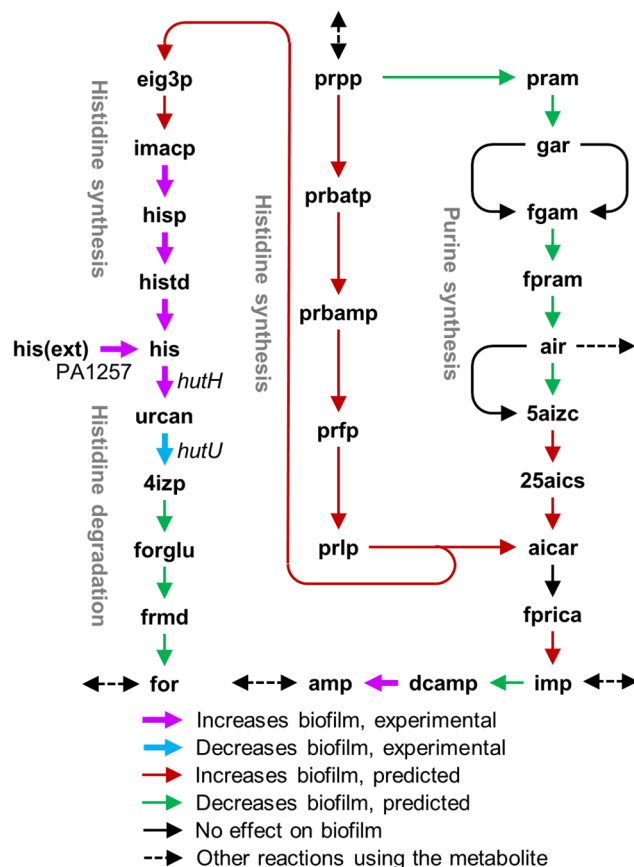 eig3p
prpp
pram
imacp
gar
prbatp
hisp
fgam
histd
fpram
prbamp
his(ext)
his
air
PA1257
hutH
urcan
5aizc
prfp
hutU
4izp
25aics
forglu
prlp
aicar
frmd
fprica
for
amp
dcamp
imp
Histidine synthesis
Histidine degradation
Histidine synthesis
Purine synthesis
Increases biofilm, experimental
Decreases biofilm, experimental
Increases biofilm, predicted
Decreases biofilm, predicted
No effect on biofilm
Other reactions using the metabolite